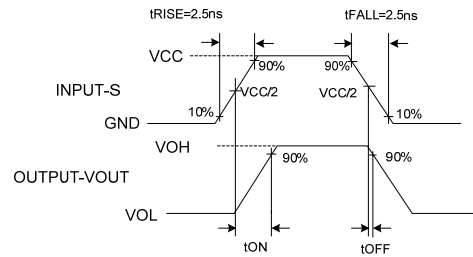 tRISE=2.5ns
tFALL=2.5ns
VCC
90%
90%
INPUT-S
VCC/2
VCC/2
10%
10%
GND
VOH
90%
90%
OUTPUT-VOUT
VOL
tON
tOFF